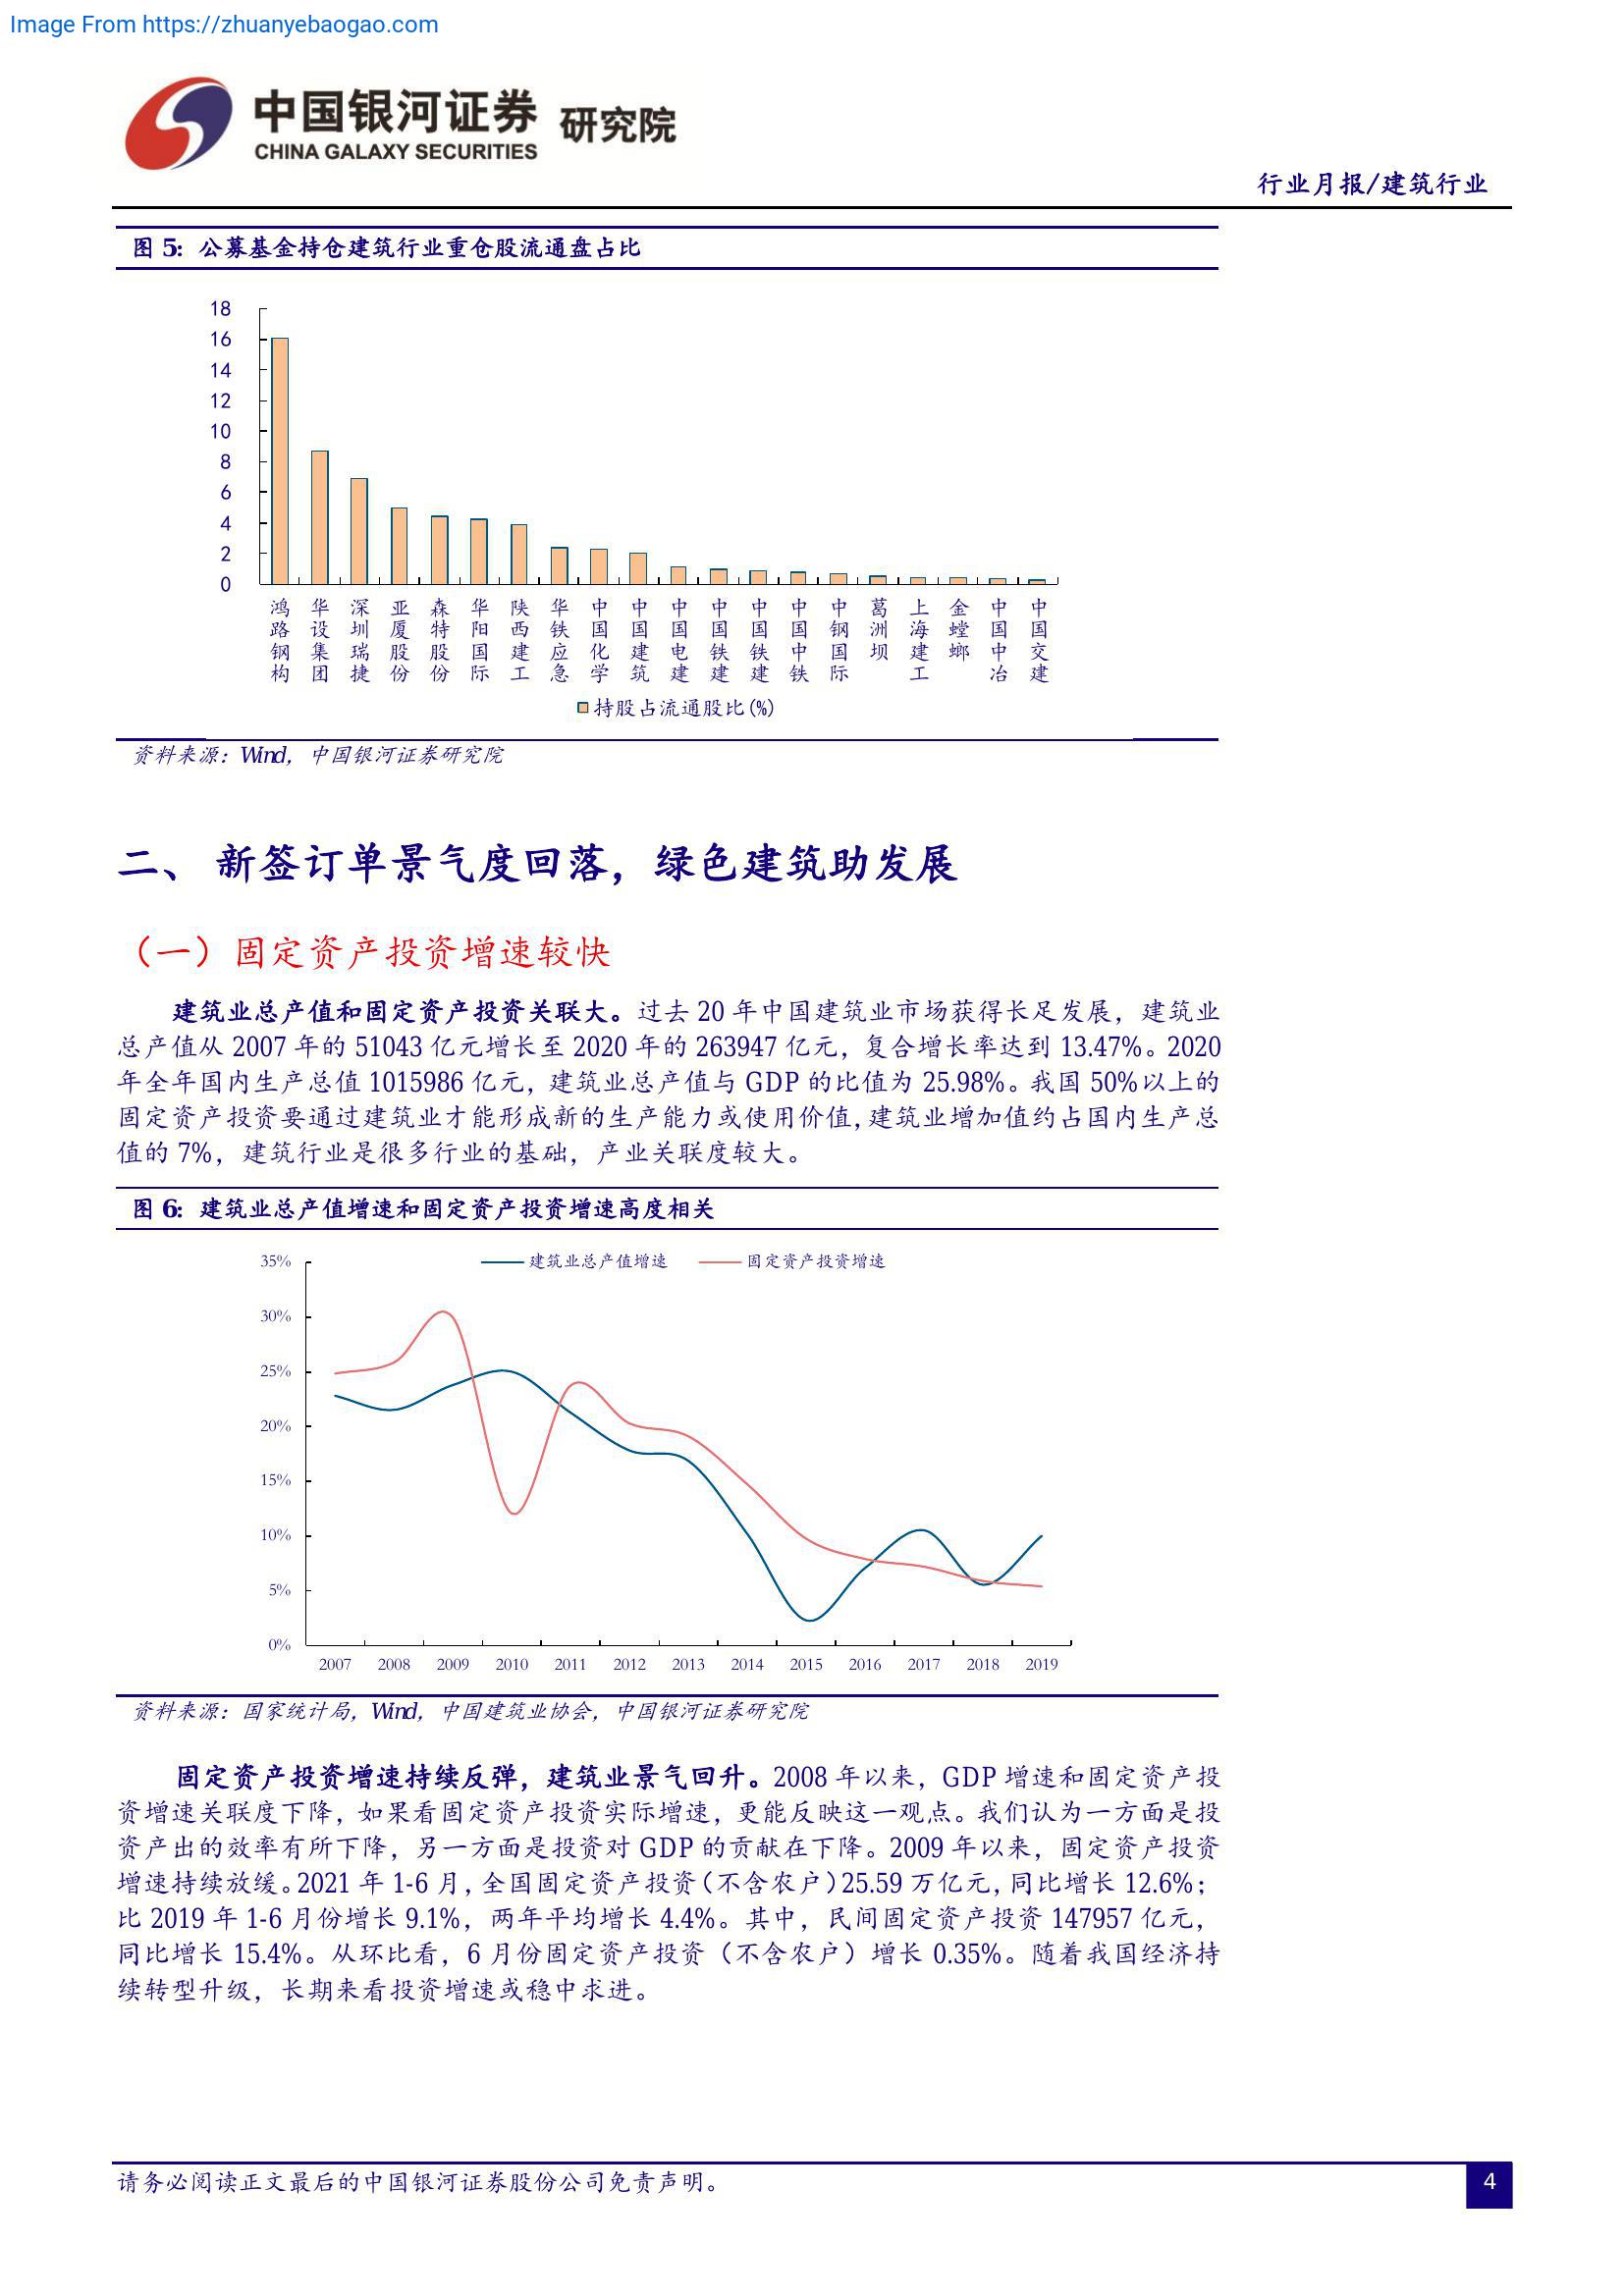 Image From https://zhuanyebaogao.com
中国银河证券 研究院
CHINA GALAXY SECURITIES
行业月报/建筑行业
图 5: 公募基金持仓建筑行业重仓股流通盘占比
18
16
14
12
10
8
6
4
2
0
鸿路钢构 华设集团 深圳瑞捷 亚厦股份 森特股份 华阳国际 陕西建工 华铁应急 中国化学 中国建筑 中国电建 中国铁建 中国铁建 中国中铁 中钢国际 葛洲坝 上海建工 金螳螂 中国中冶 中国交建
持股占流通股比(%)
资料来源: Wind, 中国银河证券研究院
二、 新签订单景气度回落，绿色建筑助发展
（一）固定资产投资增速较快
建筑业总产值和固定资产投资关联大。过去 20 年中国建筑业市场获得长足发展，建筑业
总产值从 2007 年的 51043 亿元增长至 2020 年的 263947 亿元，复合增长率达到 13.47%。2020
年全年国内生产总值 1015986 亿元，建筑业总产值与 GDP 的比值为 25.98%。我国 50%以上的
固定资产投资要通过建筑业才能形成新的生产能力或使用价值,建筑业增加值约占国内生产总
值的 7%，建筑行业是很多行业的基础，产业关联度较大。
图 6: 建筑业总产值增速和固定资产投资增速高度相关
建筑业总产值增速 固定资产投资增速
35%
30%
25%
20%
15%
10%
5%
0%
2007 2008 2009 2010 2011 2012 2013 2014 2015 2016 2017 2018 2019
资料来源: 国家统计局, Wind, 中国建筑业协会, 中国银河证券研究院
固定资产投资增速持续反弹，建筑业景气回升。2008 年以来，GDP 增速和固定资产投
资增速关联度下降，如果看固定资产投资实际增速，更能反映这一观点。我们认为一方面是投
资产出的效率有所下降，另一方面是投资对 GDP 的贡献在下降。2009 年以来，固定资产投资
增速持续放缓。2021 年 1-6 月,全国固定资产投资(不含农户)25.59 万亿元,同比增长 12.6%；
比 2019 年 1-6 月份增长 9.1%，两年平均增长 4.4%。其中，民间固定资产投资 147957 亿元，
同比增长 15.4%。从环比看，6 月份固定资产投资（不含农户）增长 0.35%。随着我国经济持
续转型升级，长期来看投资增速或稳中求进。
请务必阅读正文最后的中国银河证券股份公司免责声明。
4